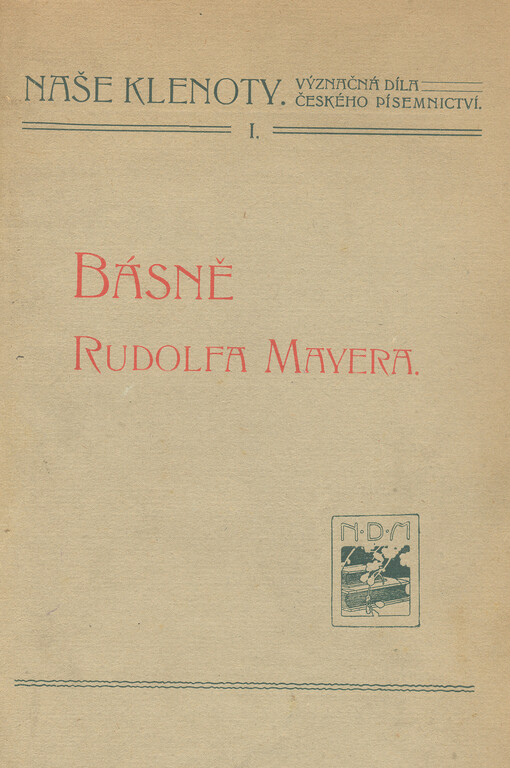 NAŠE KLENOTY. VÝZNAČNÁ DÍLA
ČESKÉHO PÍSEMNICTVÍ.
I.
BÁSNĚ
RUDOLFA MAYERA.
N·D·M